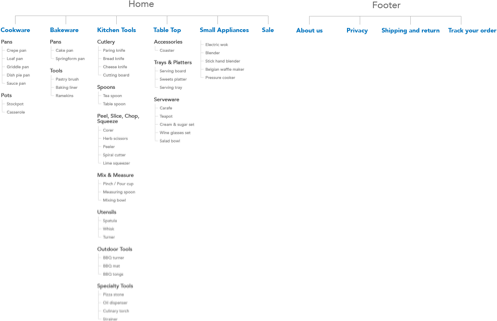 Home
Footer
Cookware
Pans
Crepe pan
Loaf pan
Griddle pan
Dish pie pan
Sauce pan
Pots
Stockpot
Casserole
Bakeware
Pans
Cake pan
Springform pan
Tools
Pastry brush
Baking liner
Ramekins
Kitchen Tools
Cutlery
Paring knife
Bread knife
Cheese knife
Cutting board
Spoons
Tea spoon
Table spoon
Peel, Slice, Chop,
Squeeze
Corer
Herb scissors
Peeler
Spiral cutter
Lime squeezer
Mix & Measure
Pinch / Pour cup
Measuring spoon
Mixing bowl
Utensils
Spatula
Whisk
Turner
Outdoor Tools
BBQ turner
BBQ mat
BBQ tongs
Specialty Tools
Pizza stone
Oil dispenser
Culinary torch
Strainer
Table Top
Accessories
Coaster
Trays & Platters
Serving board
Sweets platter
Serving tray
Serveware
Carafe
Teapot
Cream & sugar set
Wine glasses set
Salad bowl
Small Appliances
Electric wok
Blender
Stick hand blender
Belgian waffle maker
Pressure cooker
Sale
About us
Privacy
Shipping and return
Track your order